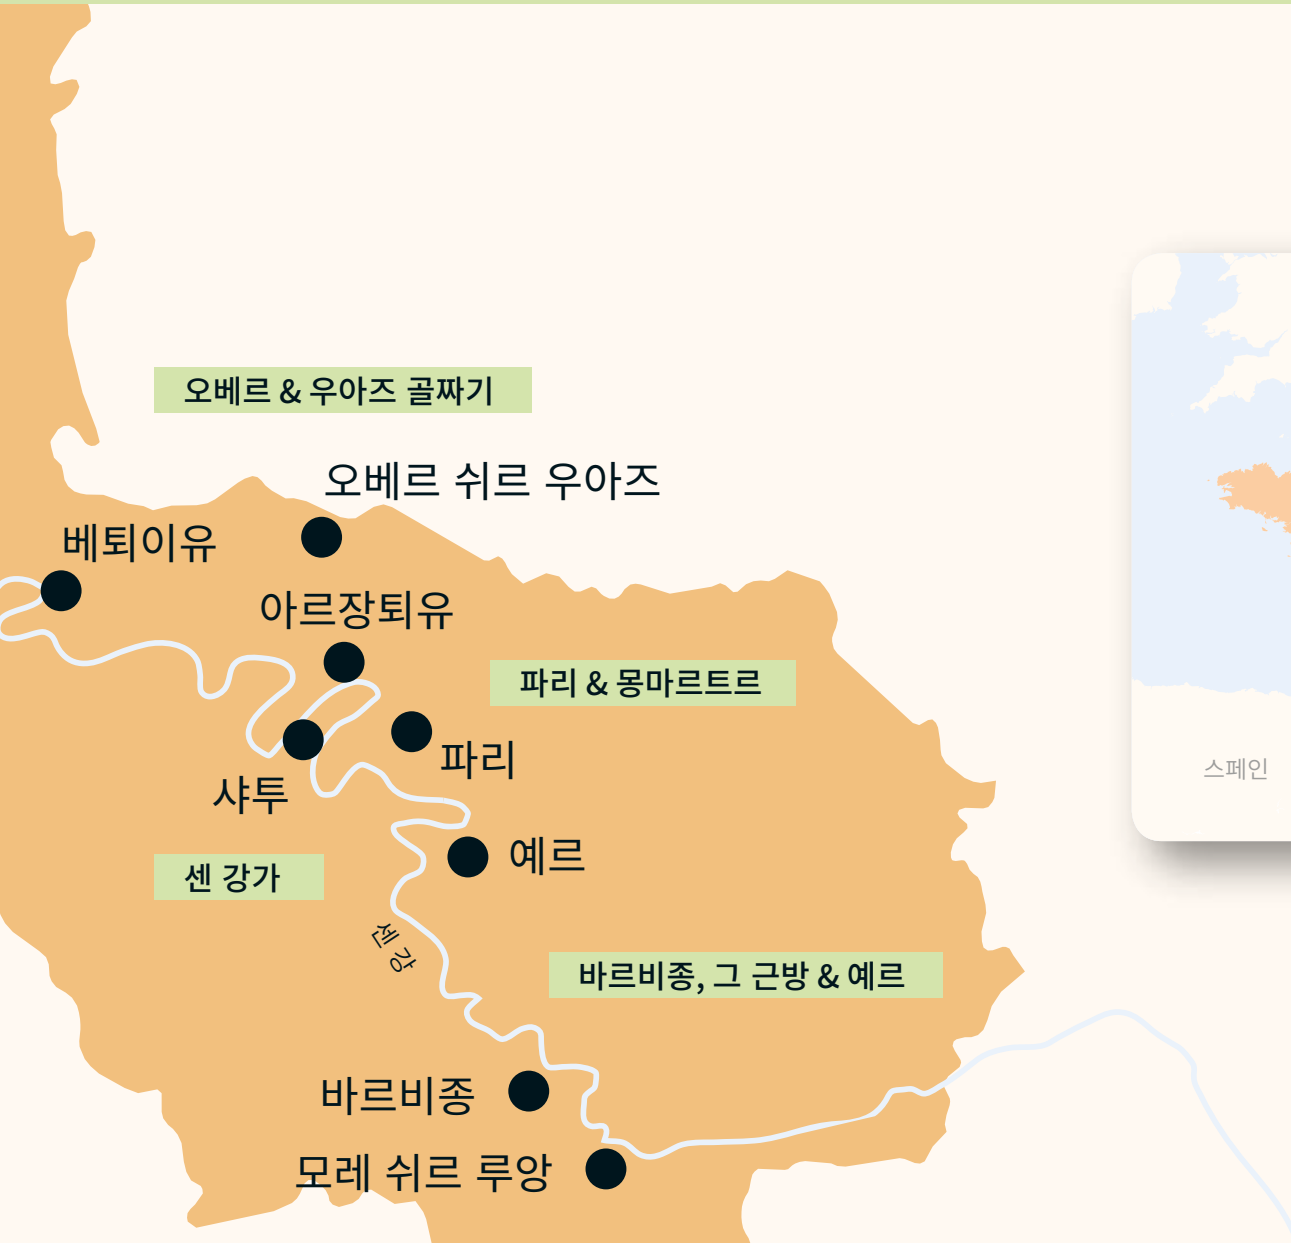 오베르 & 우아즈 골짜기
오베르 쉬르 우아즈
베퇴이유
아르장퇴유
파리 & 몽마르트르
파리
스페인
샤투
예르
센 강가
센 강
바르비종, 그 근방 & 예르
바르비종
모레 쉬르 루앙